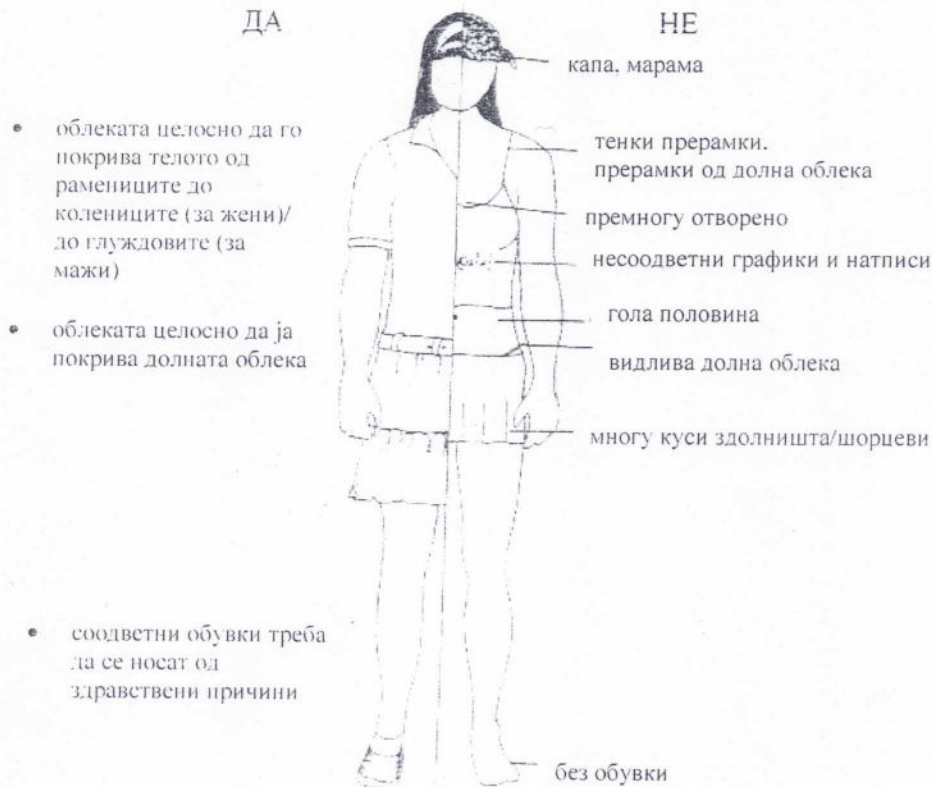 ДА
НЕ
капа, марама
• облеката целосно да го
покрива телото од
рамениците до
колениците (за жени)/
до глуждовите (за
мажи)
• облеката целосно да ја
покрива долната облека
• соодветни обувки треба
да се носат од
здравствени причини
тенки прерамки.
прерамки од долна облека
премногу отворено
несоодветни графики и натписи
гола половина
видлива долна облека
многу куси здолништа/шорцеви
без обувки